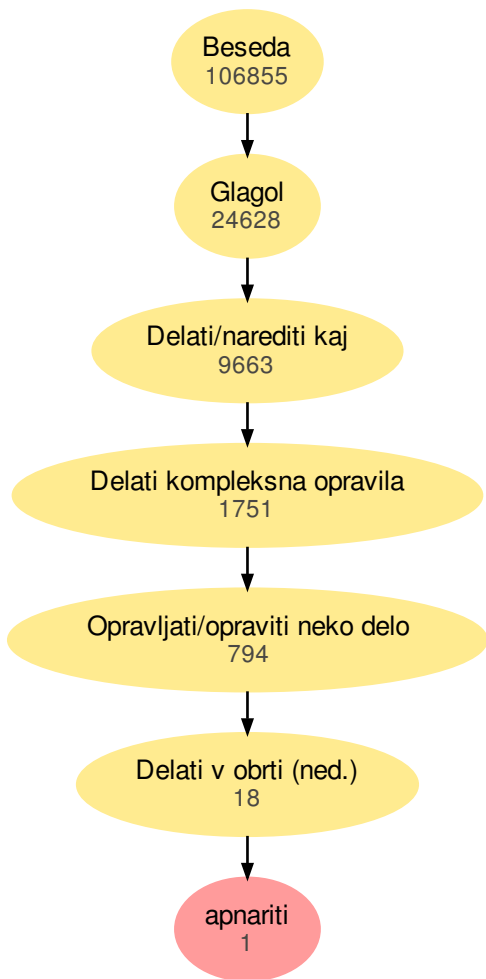 Beseda
106855
Glagol
24628
Delati/narediti kaj
9663
Delati kompleksna opravila
1751
Opravljati/opraviti neko delo
794
Delati v obrti (ned.)
18
apnariti
1